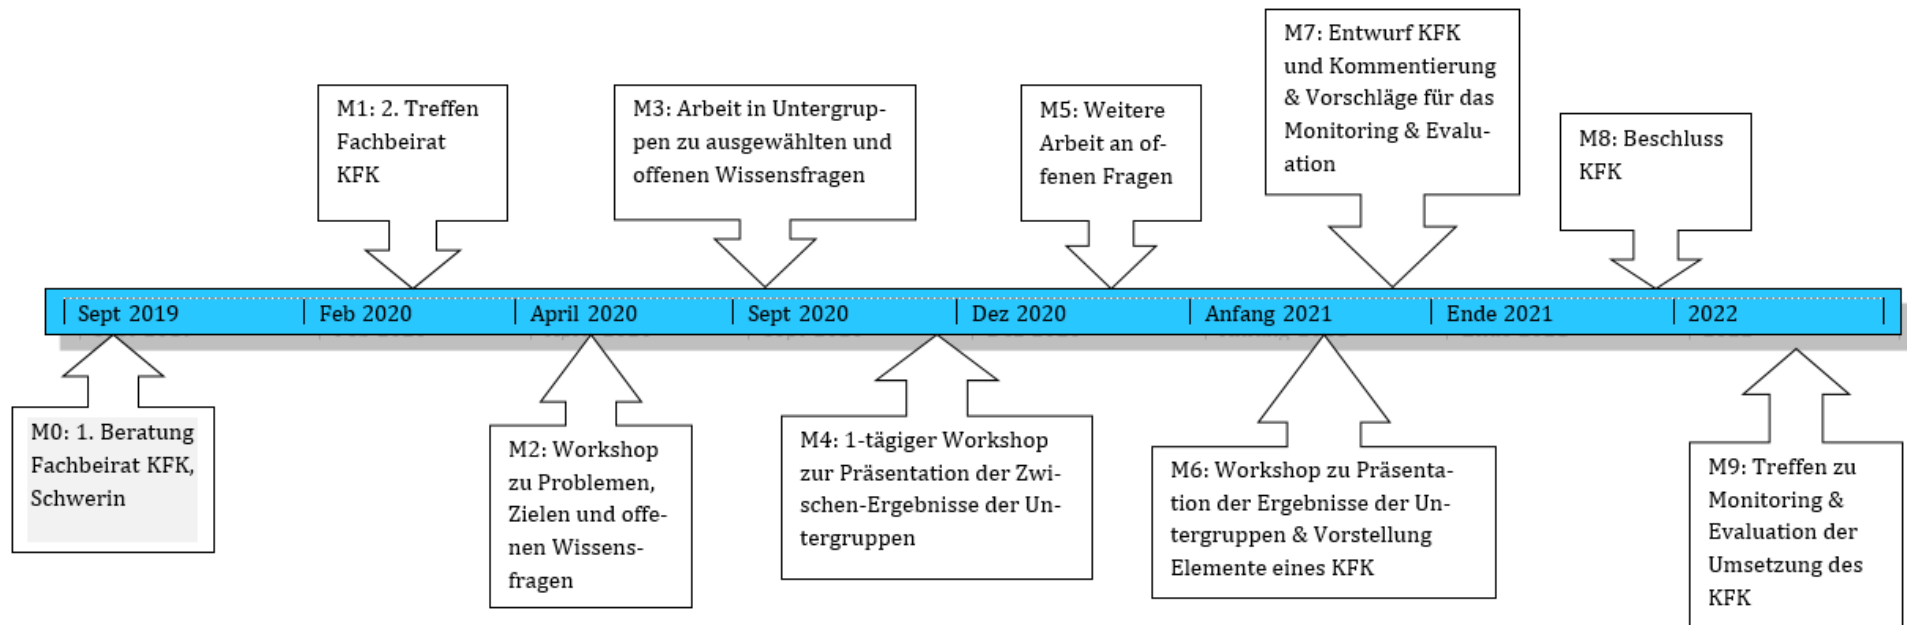 M1: 2. Treffen
Fachbeirat
KFK
M3: Arbeit in Untergrup-
pen zu ausgewählten und
offenen Wissensfragen
M5: Weitere
Arbeit an of-
fenen Fragen
M7: Entwurf KFK
und Kommentierung
& Vorschläge für das
Monitoring & Evalu-
ation
M8: Beschluss
KFK
Sept 2019
Feb 2020
April 2020
Sept 2020
Dez 2020
Anfang 2021
Ende 2021
2022
M0: 1. Beratung
Fachbeirat KFK,
Schwerin
M2: Workshop
zu Problemen,
Zielen und offe-
nen Wissens-
fragen
M4: 1-tägiger Workshop
zur Präsentation der Zwi-
schen-Ergebnisse der Un-
tergruppen
M6: Workshop zu Präsenta-
tion der Ergebnisse der Un-
tergruppen & Vorstellung
Elemente eines KFK
M9: Treffen zu
Monitoring &
Evaluation der
Umsetzung des
KFK